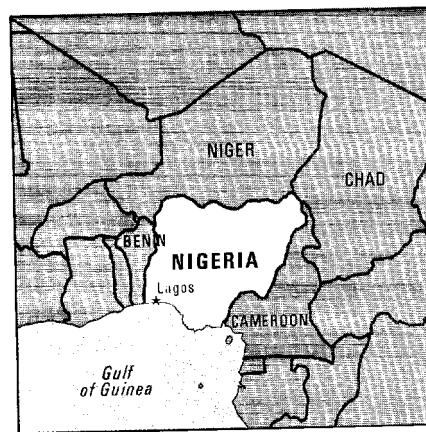 NIGER
CHAD
BENIN
NIGERIA
Lagos
CAMEROON
Gulf
of Guinea